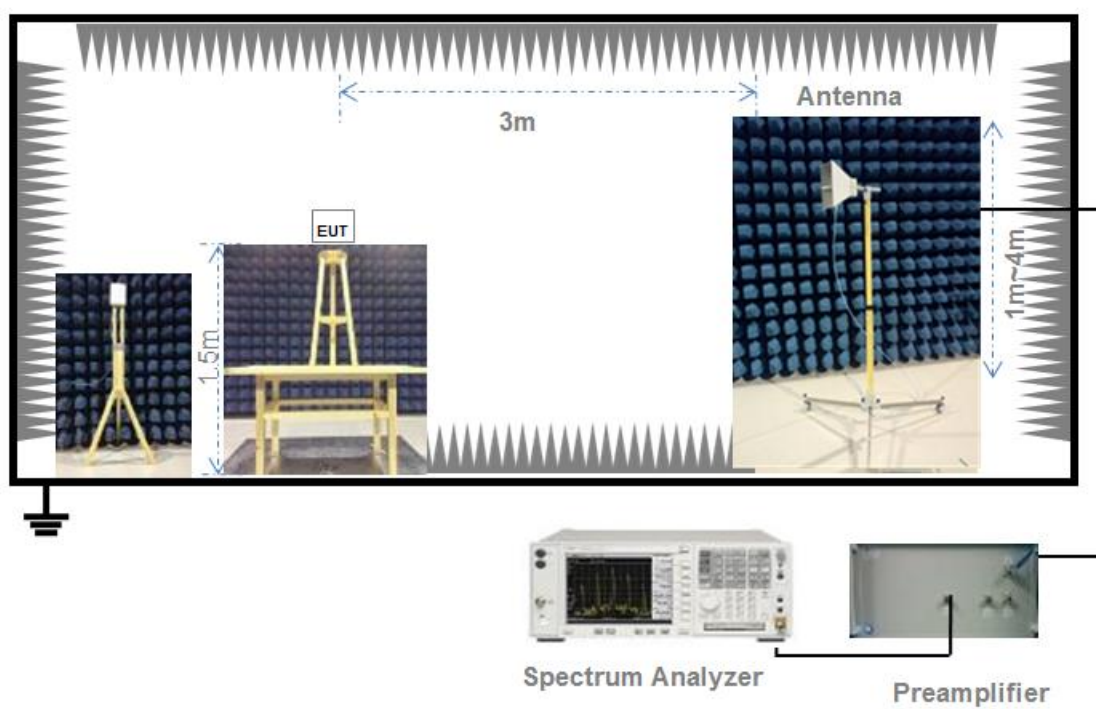 Antenna
3m
EUT
1.5m
1m~4m
Spectrum Analyzer
Preamplifier